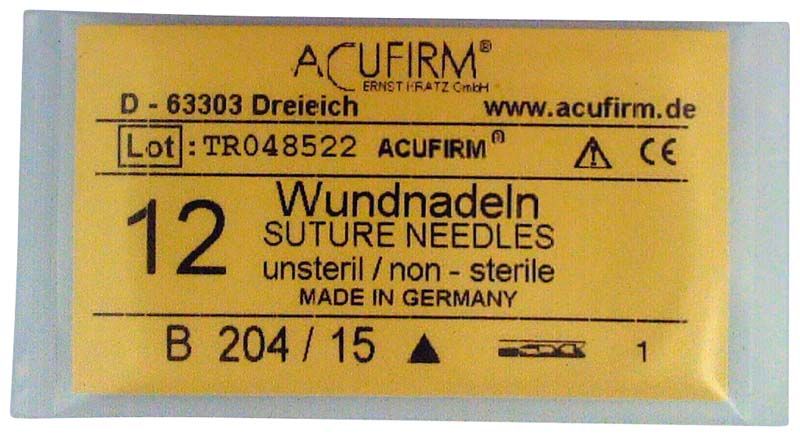 ACUFIRM®
ERNST KRATZ GmbH
D - 63303 Dreieich www.acufirm.de
Lot : TR048522 ACUFIRM® CE
12 Wundnadeln
SUTURE NEEDLES
unsteril / non - sterile
MADE IN GERMANY
B 204 / 15 1